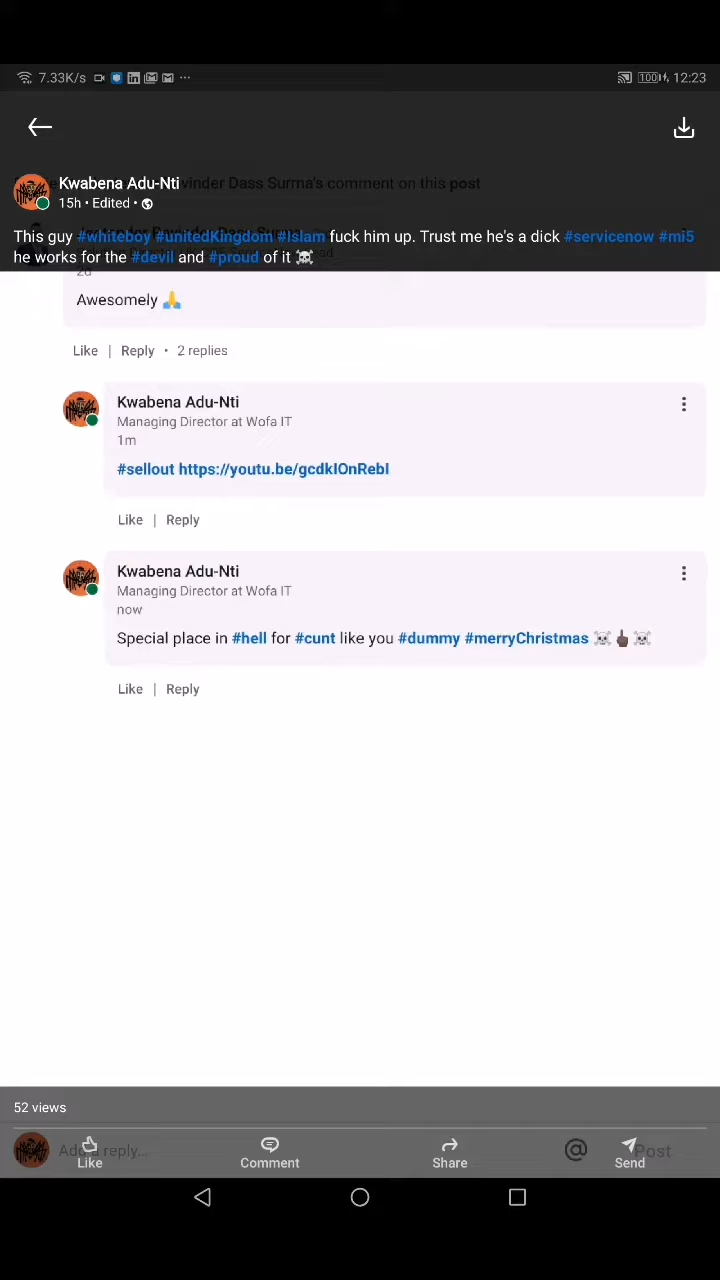 7.33K/s ··· 100 12:23
Kwabena Adu-Nti
vinder Dass Surrna's comment on this post
15h • Edited •
This guy #whiteboy #unitedKingdom #Islam fuck him up. Trust me he's a dick #servicenow #mi5
he works for the #devil and #proud of it ☠️
2d
Awesomely 🙏
Like | Reply • 2 replies
Kwabena Adu-Nti
Managing Director at Wofa IT
1m
#sellout https://youtu.be/gcdkIOnRebI
Like | Reply
Kwabena Adu-Nti
Managing Director at Wofa IT
now
Special place in #hell for #cunt like you #dummy #merryChristmas ☠️🖕🏿☠️
Like | Reply
52 views
Add a reply... @ Post
Like Comment Share Send